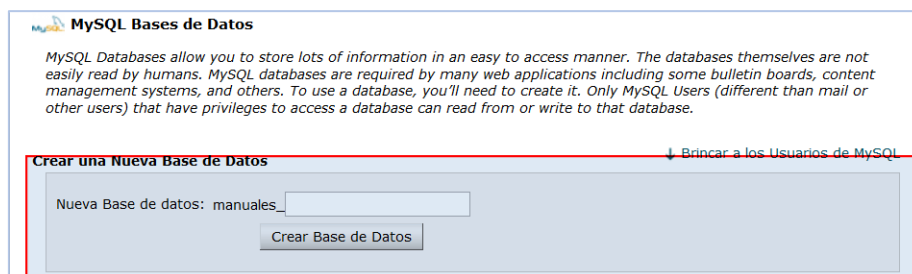 MySQL MySQL Bases de Datos
MySQL Databases allow you to store lots of information in an easy to access manner. The databases themselves are not
easily read by humans. MySQL databases are required by many web applications including some bulletin boards, content
management systems, and others. To use a database, you'll need to create it. Only MySQL Users (different than mail or
other users) that have privileges to access a database can read from or write to that database.
↓ Brincar a los Usuarios de MySQL
Crear una Nueva Base de Datos
Nueva Base de datos: manuales_
Crear Base de Datos